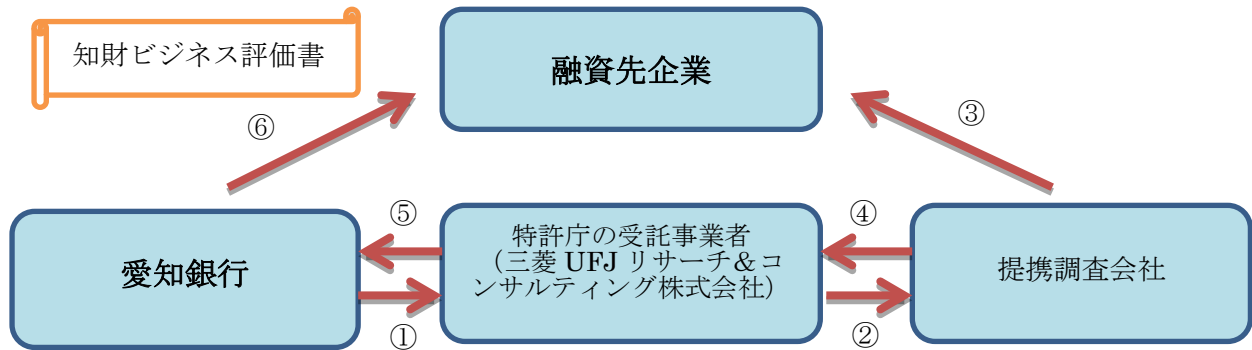 知財ビジネス評価書
融資先企業
⑥
③
愛知銀行
⑤
①
特許庁の受託事業者
（三菱 UFJ リサーチ＆コ
ンサルティング株式会社）
④
②
提携調査会社